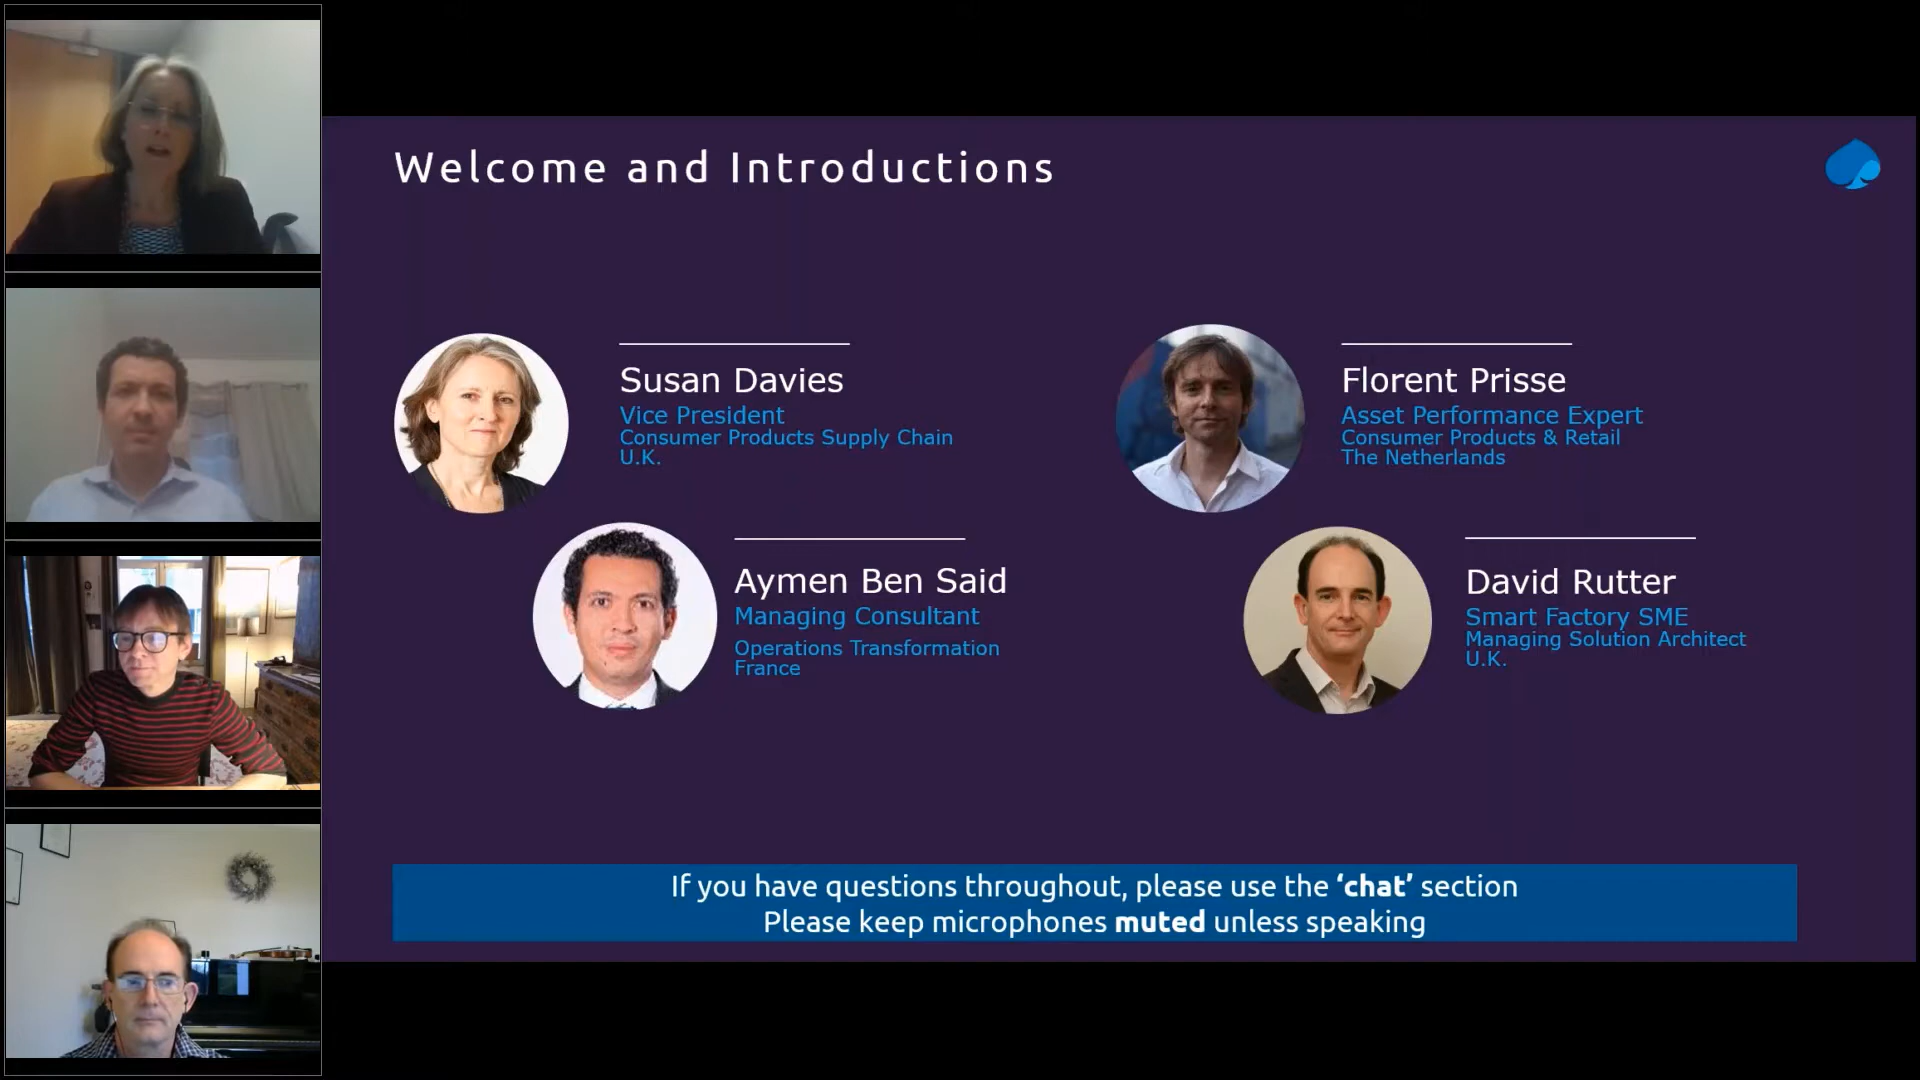 Welcome and Introductions
Susan Davies
Vice President
Consumer Products Supply Chain
U.K.
Florent Prisse
Asset Performance Expert
Consumer Products & Retail
The Netherlands
Aymen Ben Said
Managing Consultant
Operations Transformation
France
David Rutter
Smart Factory SME
Managing Solution Architect
U.K.
If you have questions throughout, please use the ‘chat’ section
Please keep microphones muted unless speaking